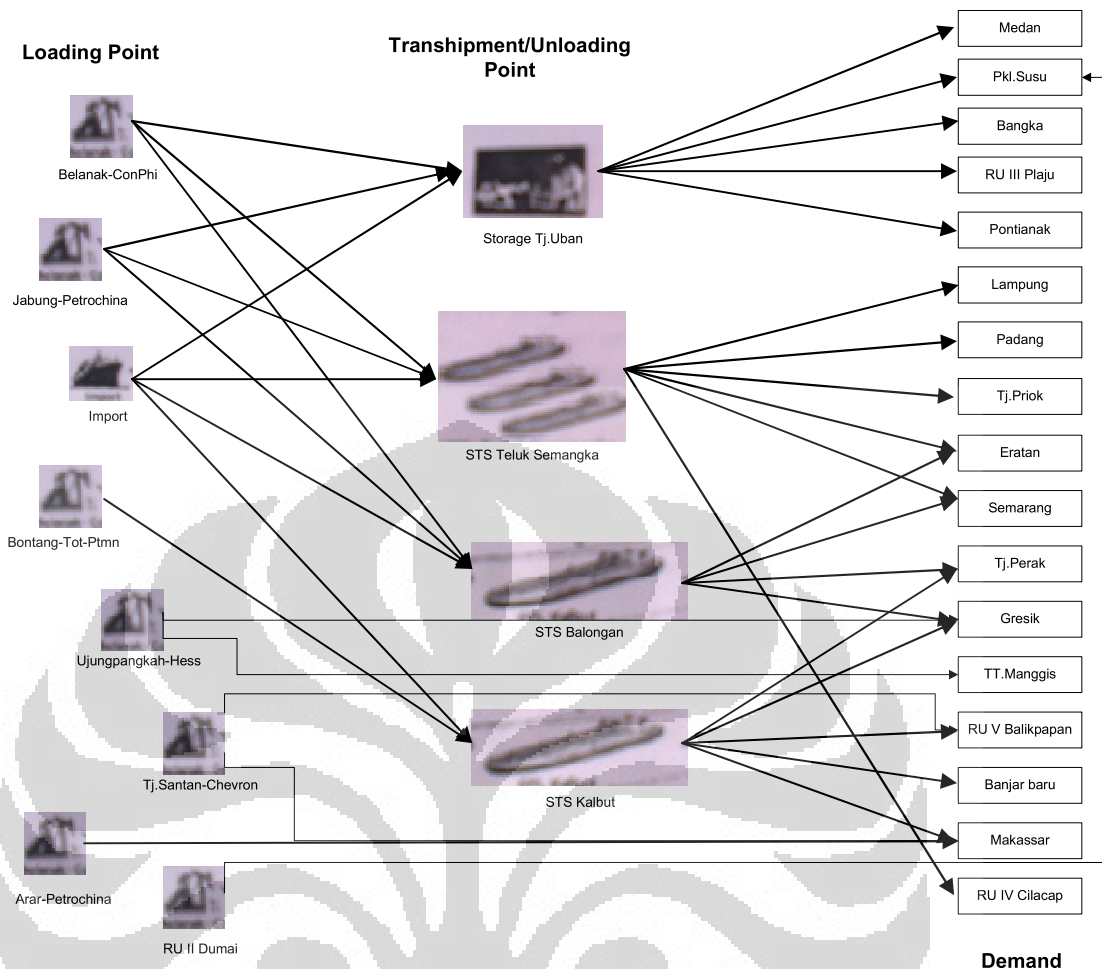 Loading Point
Transhipment/Unloading
Point
Belanak-ConPhi
Jabung-Petrochina
Import
Bontang-Tot-Ptmn
Ujungpangkah-Hess
Tj.Santan-Chevron
Arar-Petrochina
RU II Dumai
Storage Tj.Uban
STS Teluk Semangka
STS Balongan
STS Kalbut
Medan
Pkl.Susu
Bangka
RU III Plaju
Pontianak
Lampung
Padang
Tj.Priok
Eratan
Semarang
Tj.Perak
Gresik
TT.Manggis
RU V Balikpapan
Banjar baru
Makassar
RU IV Cilacap
Demand